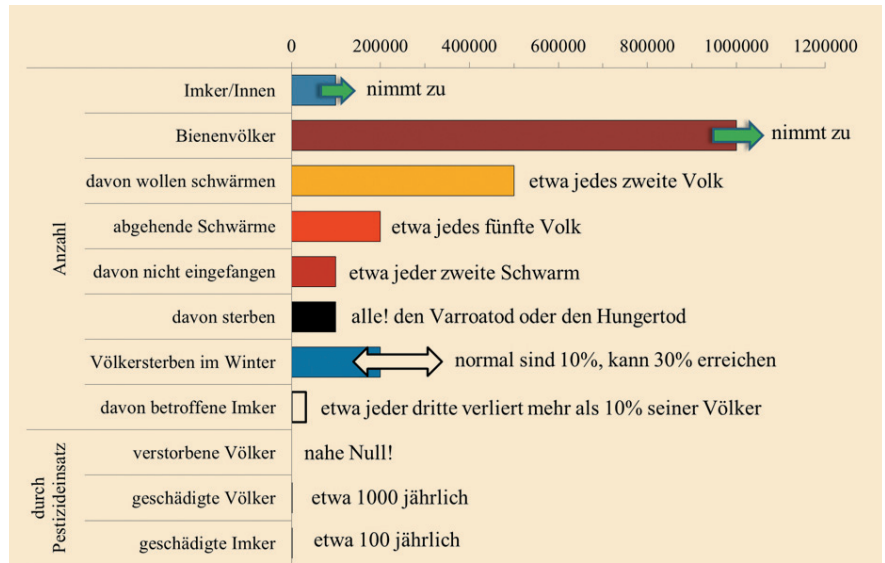 0 200000 400000 600000 800000 1000000 1200000
Imker/Innen nimmt zu
Bienenvölker nimmt zu
davon wollen schwärmen etwa jedes zweite Volk
abgehende Schwärme etwa jedes fünfte Volk
davon nicht eingefangen etwa jeder zweite Schwarm
davon sterben alle! den Varroatod oder den Hungertod
Völkersterben im Winter normal sind 10%, kann 30% erreichen
davon betroffene Imker etwa jeder dritte verliert mehr als 10% seiner Völker
Anzahl
verstorbene Völker nahe Null!
geschädigte Völker etwa 1000 jährlich
geschädigte Imker etwa 100 jährlich
durch
Pestizideinsatz